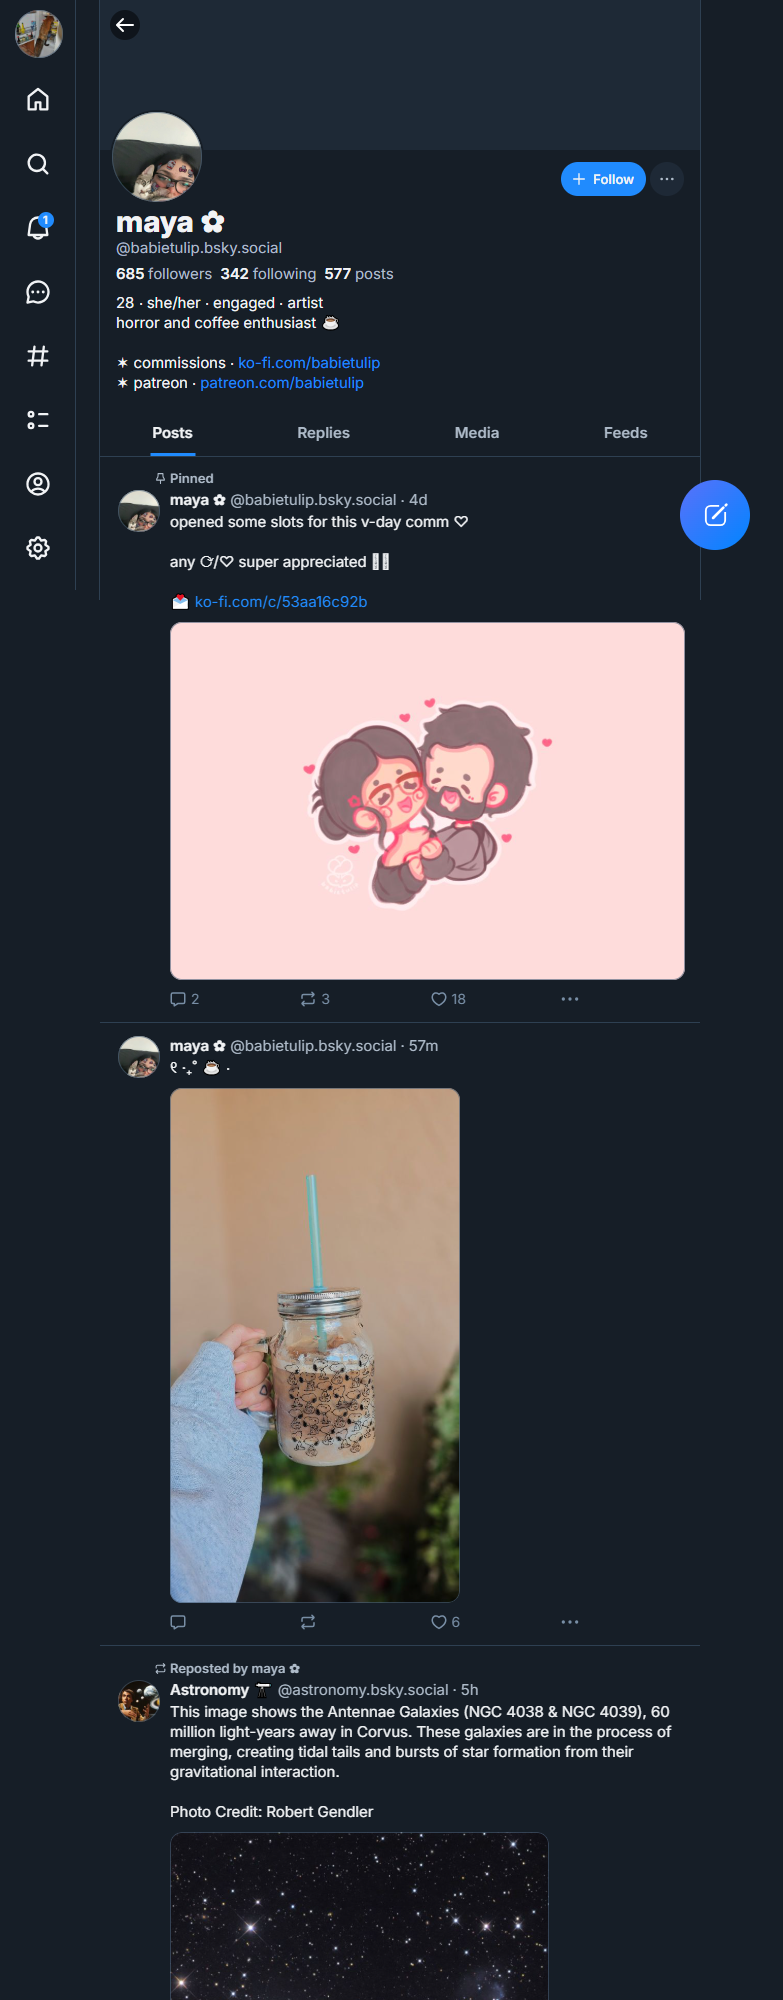 1
+ Follow
maya ✿
@babietulip.bsky.social
685 followers 342 following 577 posts
28 · she/her · engaged · artist
horror and coffee enthusiast ☕
✶ commissions · ko-fi.com/babietulip
✶ patreon · patreon.com/babietulip
Posts Replies Media Feeds
Pinned
maya ✿ @babietulip.bsky.social · 4d
opened some slots for this v-day comm ♡
any ⟳/♡ super appreciated
💌 ko-fi.com/c/53aa16c92b
2 3 18
maya ✿ @babietulip.bsky.social · 57m
୧ ‧₊˚ ☕ ⋅
6
Reposted by maya ✿
Astronomy @astronomy.bsky.social · 5h
This image shows the Antennae Galaxies (NGC 4038 & NGC 4039), 60
million light-years away in Corvus. These galaxies are in the process of
merging, creating tidal tails and bursts of star formation from their
gravitational interaction.
Photo Credit: Robert Gendler